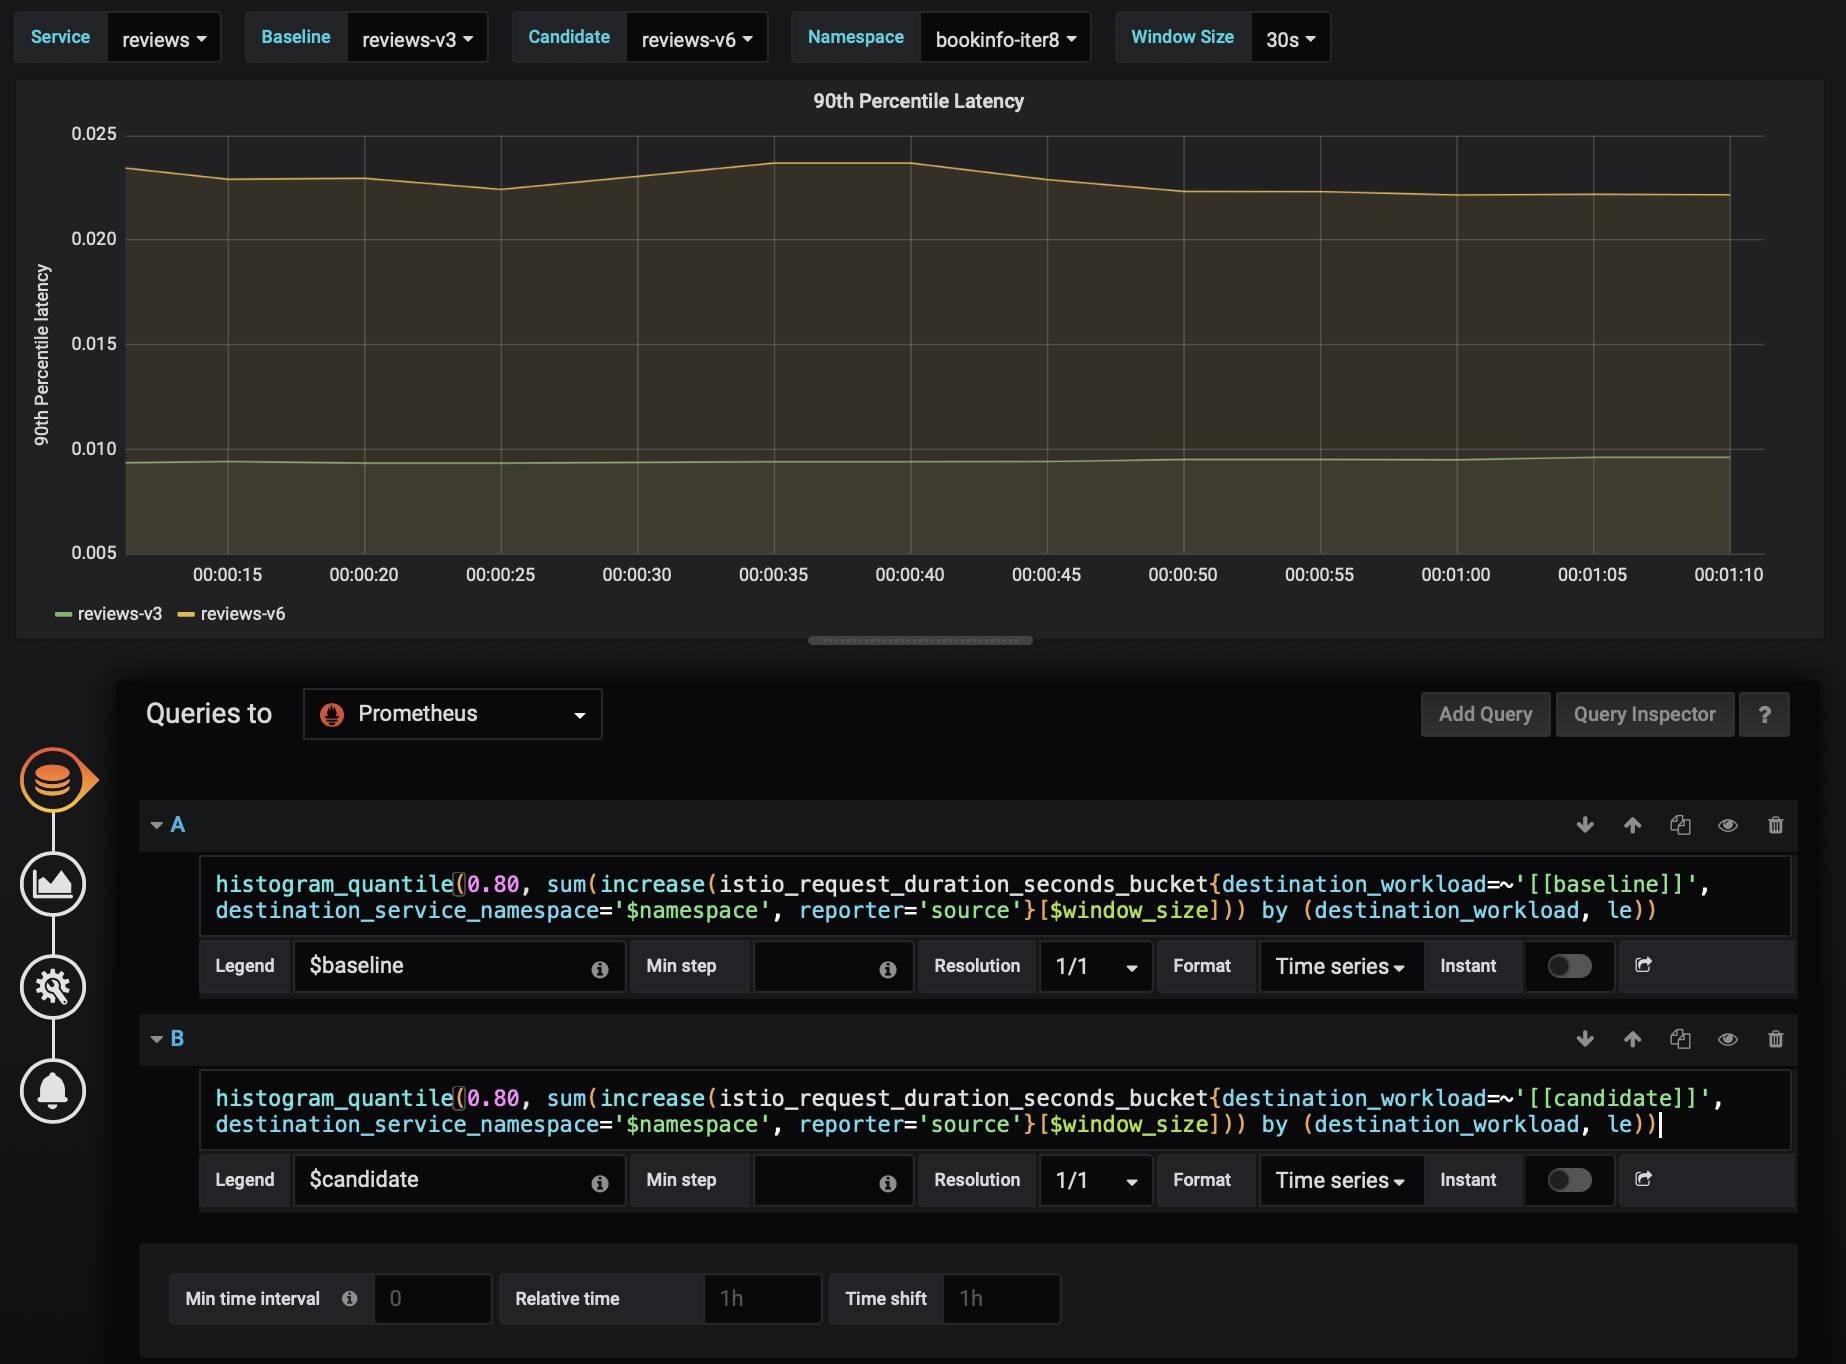 Service reviews Baseline reviews-v3 Candidate reviews-v6 Namespace bookinfo-iter8 Window Size 30s
90th Percentile Latency
0.025
0.020
0.015
0.010
0.005
90th Percentile latency
00:00:15 00:00:20 00:00:25 00:00:30 00:00:35 00:00:40 00:00:45 00:00:50 00:00:55 00:01:00 00:01:05 00:01:10
reviews-v3 reviews-v6
Queries to Prometheus Add Query Query Inspector ?
A
histogram_quantile(0.80, sum(increase(istio_request_duration_seconds_bucket{destination_workload=~'[[baseline]]',
destination_service_namespace='$namespace', reporter='source'}[$window_size])) by (destination_workload, le))
Legend $baseline Min step Resolution 1/1 Format Time series Instant
B
histogram_quantile(0.80, sum(increase(istio_request_duration_seconds_bucket{destination_workload=~'[[candidate]]',
destination_service_namespace='$namespace', reporter='source'}[$window_size])) by (destination_workload, le))
Legend $candidate Min step Resolution 1/1 Format Time series Instant
Min time interval 0 Relative time 1h Time shift 1h